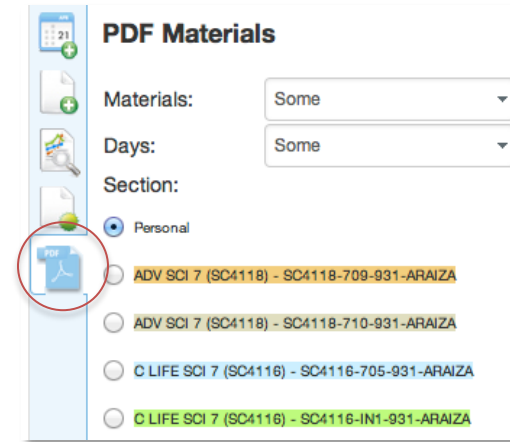 21
PDF Materials
Materials: Some
Days: Some
Section:
Personal
PDF
ADV SCI 7 (SC4118) - SC4118-709-931-ARAIZA
ADV SCI 7 (SC4118) - SC4118-710-931-ARAIZA
C LIFE SCI 7 (SC4116) - SC4116-705-931-ARAIZA
C LIFE SCI 7 (SC4116) - SC4116-IN1-931-ARAIZA